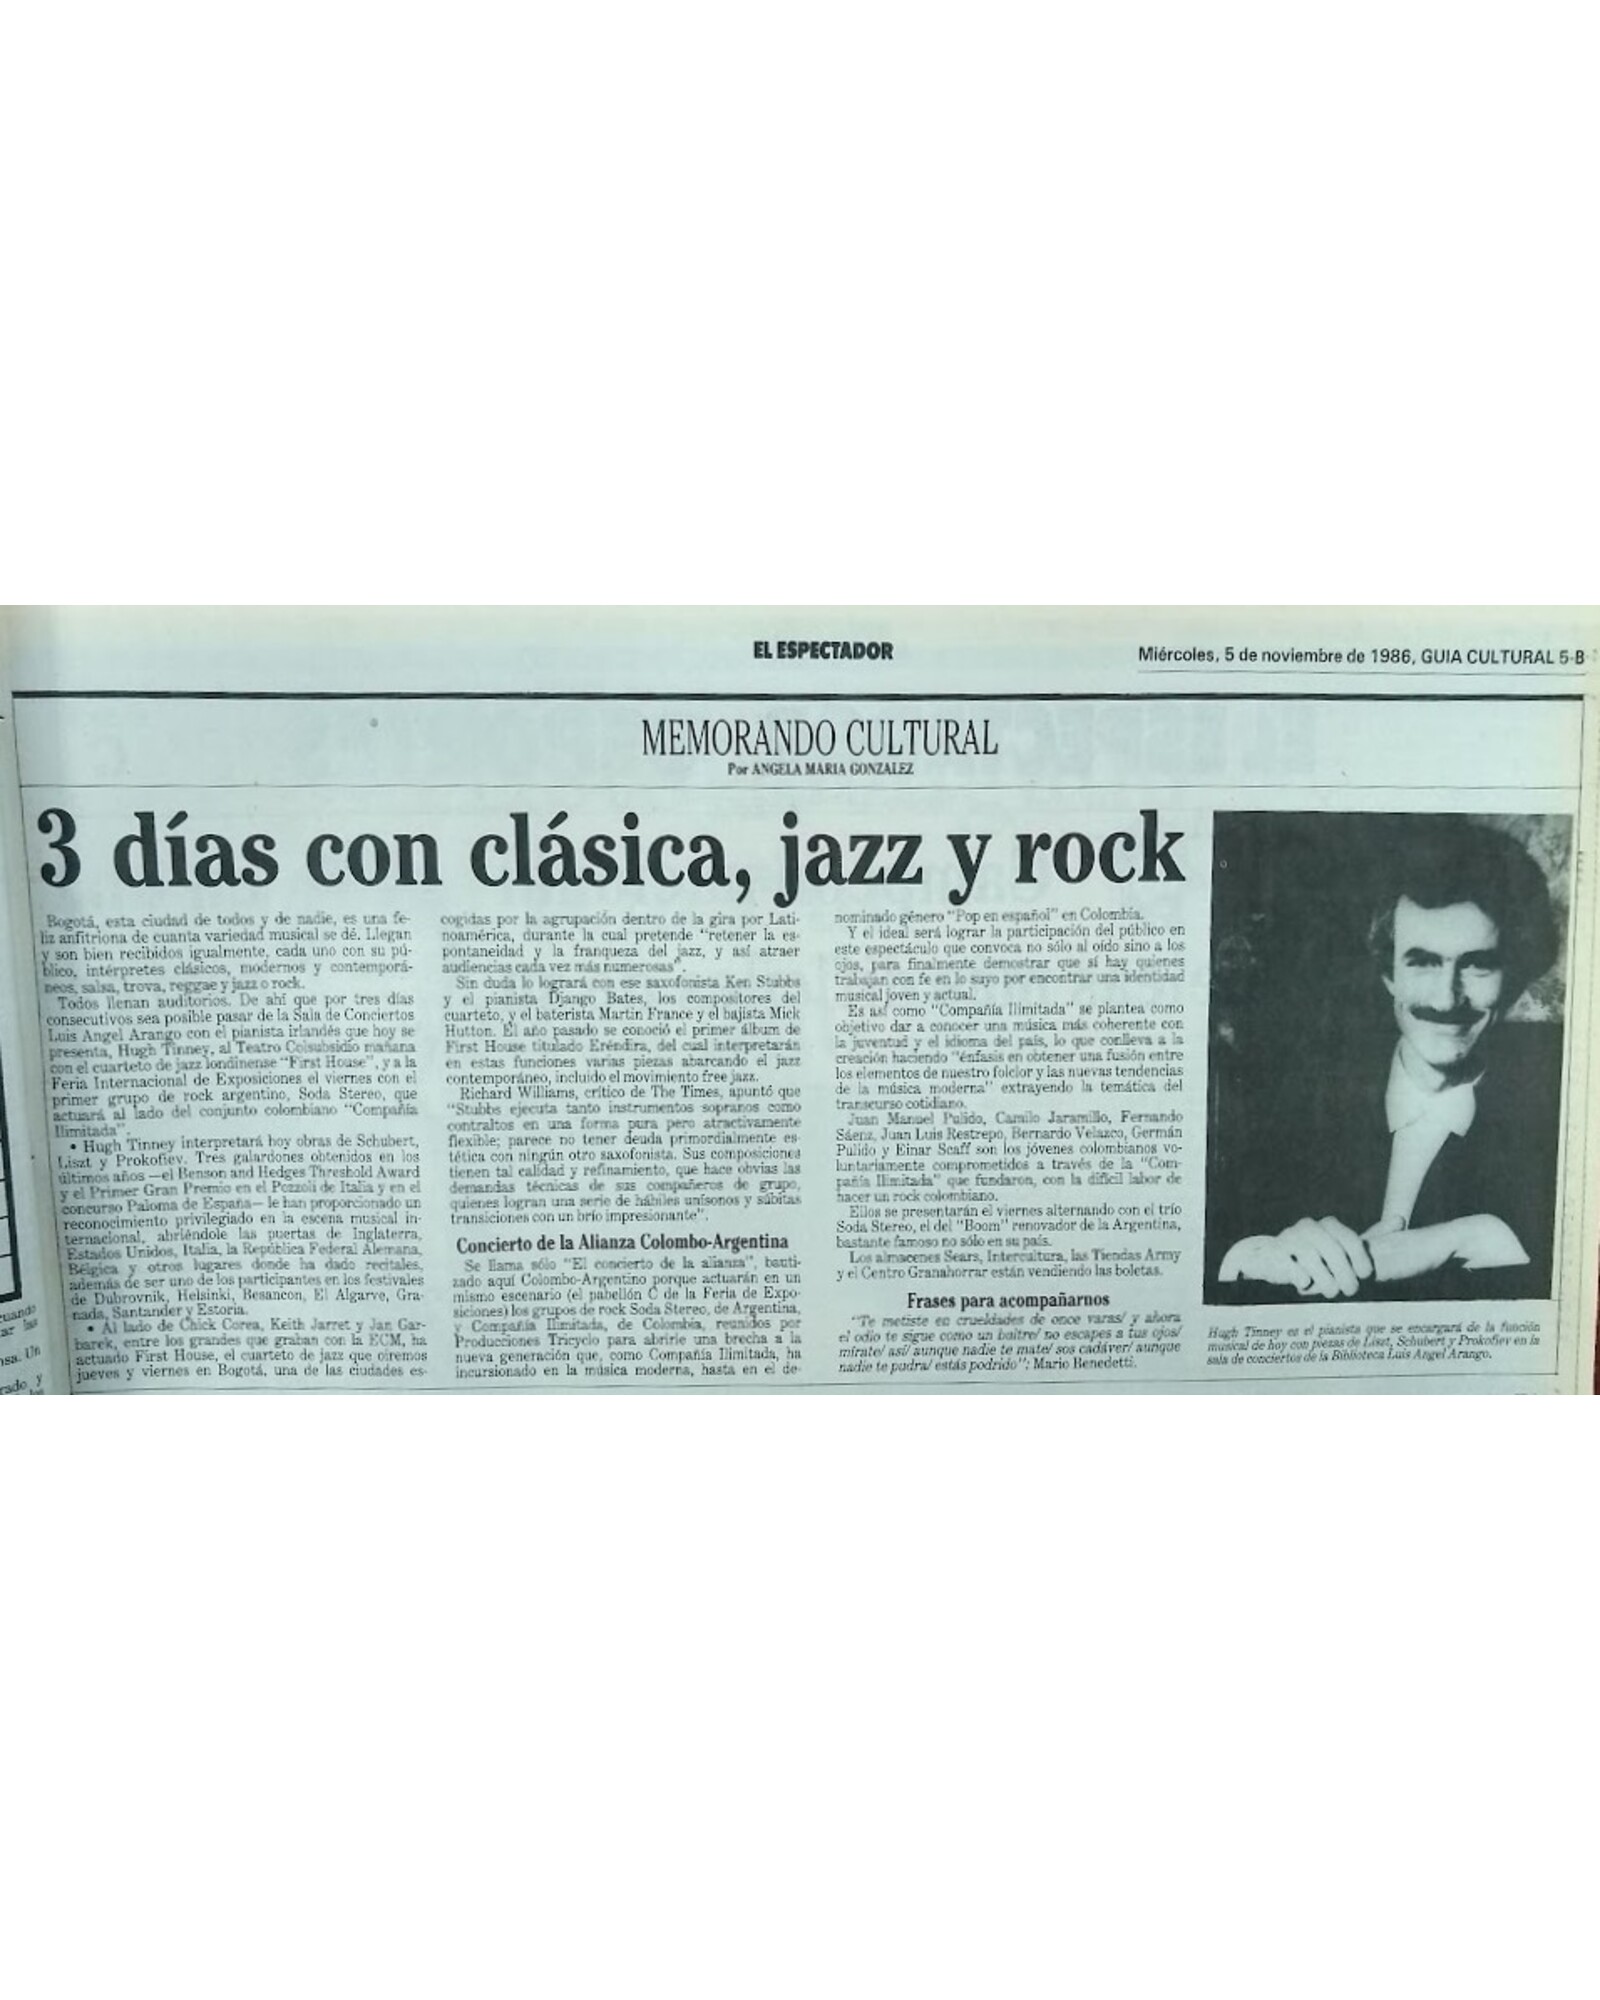 EL ESPECTADOR
Miércoles, 5 de noviembre de 1986, GUIA CULTURAL 5-B
MEMORANDO CULTURAL
Por ANGELA MARIA GONZALEZ
3 días con clásica, jazz y rock
Bogotá, esta ciudad de todos y de nadie, es una fe-
liz anfitriona de cuanta variedad musical se dé. Llegan
y son bien recibidos igualmente, cada uno con su pú-
blico, intérpretes clásicos, modernos y contemporá-
neos, salsa, trova, reggae y jazz o rock.
Todos llenan auditorios. De ahí que por tres días
consecutivos sea posible pasar de la Sala de Conciertos
Luis Angel Arango con el pianista irlandés que hoy se
presenta, Hugh Tinney, al Teatro Colsubsidio mañana
con el cuarteto de jazz londinense "First House", y a la
Feria Internacional de Exposiciones el viernes con el
primer grupo de rock argentino, Soda Stereo, que
actuará al lado del conjunto colombiano "Compañía
Ilimitada".
• Hugh Tinney interpretará hoy obras de Schubert,
Liszt y Prokofiev. Tres galardones obtenidos en los
últimos años —el Benson and Hedges Threshold Award
y el Primer Gran Premio en el Pozzoli de Italia y en el
concurso Paloma de España— le han proporcionado un
reconocimiento privilegiado en la escena musical in-
ternacional, abriéndole las puertas de Inglaterra,
Estados Unidos, Italia, la República Federal Alemana,
Bélgica y otros lugares donde ha dado recitales,
además de ser uno de los participantes en los festivales
de Dubrovnik, Helsinki, Besancon, El Algarve, Gra-
nada, Santander y Estoria.
• Al lado de Chick Corea, Keith Jarret y Jan Gar-
barek, entre los grandes que graban con la ECM, ha
actuado First House, el cuarteto de jazz que oiremos
jueves y viernes en Bogotá, una de las ciudades es-
cogidas por la agrupación dentro de la gira por Lati-
noamérica, durante la cual pretende "retener la es-
pontaneidad y la franqueza del jazz, y así atraer
audiencias cada vez más numerosas".
Sin duda lo logrará con ese saxofonista Ken Stubbs
y el pianista Django Bates, los compositores del
cuarteto, y el baterista Martin France y el bajista Mick
Hutton. El año pasado se conoció el primer álbum de
First House titulado Eréndira, del cual interpretarán
en estas funciones varias piezas abarcando el jazz
contemporáneo, incluido el movimiento free jazz.
Richard Williams, crítico de The Times, apuntó que
"Stubbs ejecuta tanto instrumentos sopranos como
contraltos en una forma pura pero atractivamente
flexible; parece no tener deuda primordialmente es-
tética con ningún otro saxofonista. Sus composiciones
tienen tal calidad y refinamiento, que hace obvias las
demandas técnicas de sus compañeros de grupo,
quienes logran una serie de hábiles unísonos y súbitas
transiciones con un brío impresionante".
Concierto de la Alianza Colombo-Argentina
Se llama sólo "El concierto de la alianza", bauti-
zado aquí Colombo-Argentino porque actuarán en un
mismo escenario (el pabellón C de la Feria de Expo-
siciones) los grupos de rock Soda Stereo, de Argentina,
y Compañía Ilimitada, de Colombia, reunidos por
Producciones Tricyclo para abrirle una brecha a la
nueva generación que, como Compañía Ilimitada, ha
incursionado en la música moderna, hasta en el de-
nominado género "Pop en español" en Colombia.
Y el ideal será lograr la participación del público en
este espectáculo que convoca no sólo al oído sino a los
ojos, para finalmente demostrar que sí hay quienes
trabajan con fe en lo suyo por encontrar una identidad
musical joven y actual.
Es así como "Compañía Ilimitada" se plantea como
objetivo dar a conocer una música más coherente con
la juventud y el idioma del país, lo que conlleva a la
creación haciendo "énfasis en obtener una fusión entre
los elementos de nuestro folclor y las nuevas tendencias
de la música moderna" extrayendo la temática del
transcurso cotidiano.
Juan Manuel Pulido, Camilo Jaramillo, Fernando
Sáenz, Juan Luis Restrepo, Bernardo Velazco, Germán
Pulido y Einar Scaff son los jóvenes colombianos vo-
luntariamente comprometidos a través de la "Com-
pañía Ilimitada" que fundaron, con la difícil labor de
hacer un rock colombiano.
Ellos se presentarán el viernes alternando con el trío
Soda Stereo, el del "Boom" renovador de la Argentina,
bastante famoso no sólo en su país.
Los almacenes Sears, Intercultura, las Tiendas Army
y el Centro Granahorrar están vendiendo las boletas.
Frases para acompañarnos
"Te metiste en crueldades de once varas/ y ahora
el odio te sigue como un buitre/ no escapes a tus ojos/
mírate/ así/ aunque nadie te mate/ sos cadáver/ aunque
nadie te pudra/ estás podrido": Mario Benedetti.
Hugh Tinney es el pianista que se encargará de la función
musical de hoy con piezas de Liszt, Schubert y Prokofiev en la
sala de conciertos de la Biblioteca Luis Angel Arango.